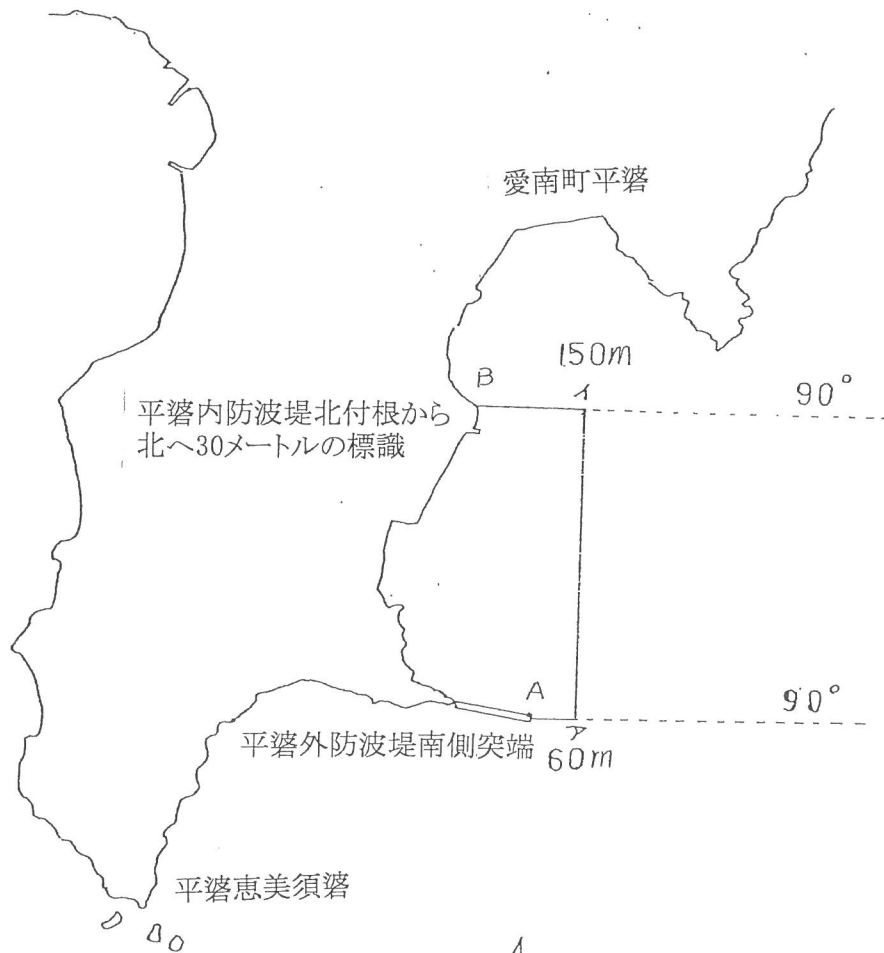 愛南町平碆
150m
B
イ
90°
平碆内防波堤北付根から
北へ30メートルの標識
A
90°
ア
平碆外防波堤南側突端
60m
平碆恵美須碆